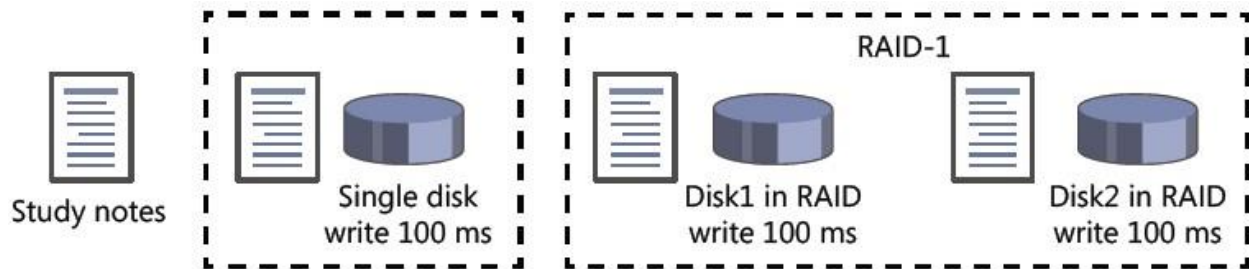 RAID-1
Study notes
Single disk
write 100 ms
Disk1 in RAID
write 100 ms
Disk2 in RAID
write 100 ms